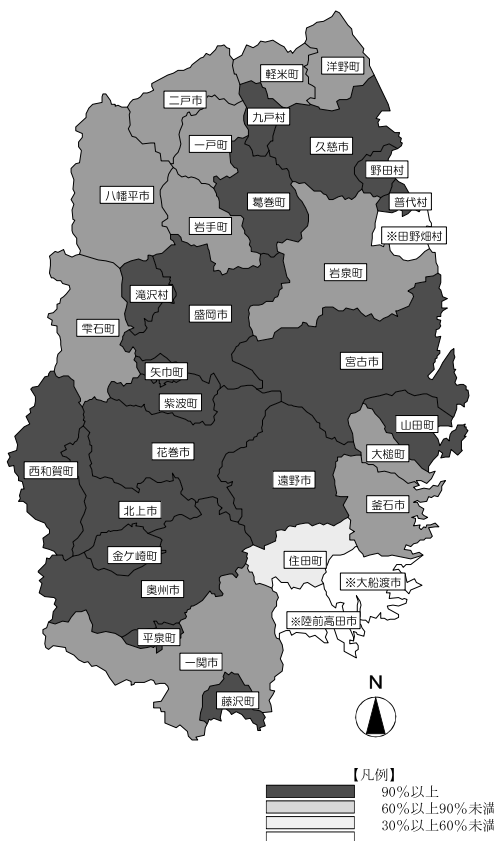 洋野町
軽米町
二戸市
九戸村
一戸町
久慈市
野田村
八幡平市
葛巻町
普代村
岩手町
※田野畑村
岩泉町
滝沢村
盛岡市
雫石町
宮古市
矢巾町
紫波町
山田町
花巻市
大槌町
西和賀町
遠野市
釜石市
北上市
金ケ崎町
住田町
※大船渡市
奥州市
※陸前高田市
平泉町
一関市
藤沢町
N
【凡例】
90%以上
60%以上90%未満
30%以上60%未満